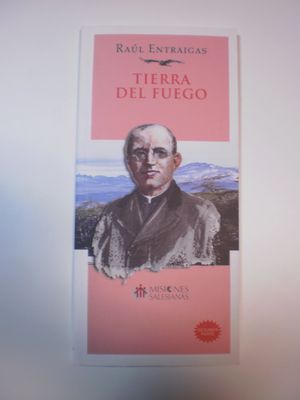 RAÚL ENTRAIGAS
TIERRA
DEL FUEGO
MISIONES
SALESIANAS